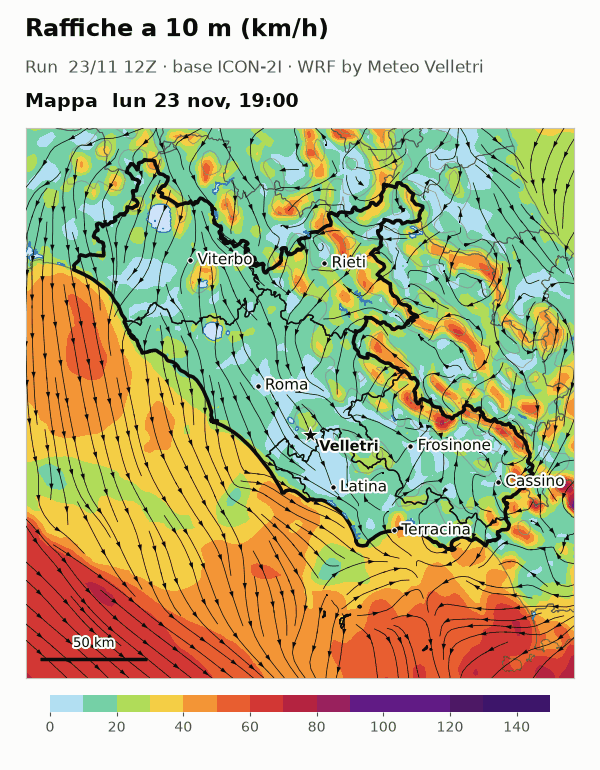 Raffiche a 10 m (km/h)
Run 23/11 12Z · base ICON-2I · WRF by Meteo Velletri
Mappa lun 23 nov, 19:00
Viterbo
Rieti
Roma
Velletri
Frosinone
Latina
Cassino
Terracina
50 km
0 20 40 60 80 100 120 140